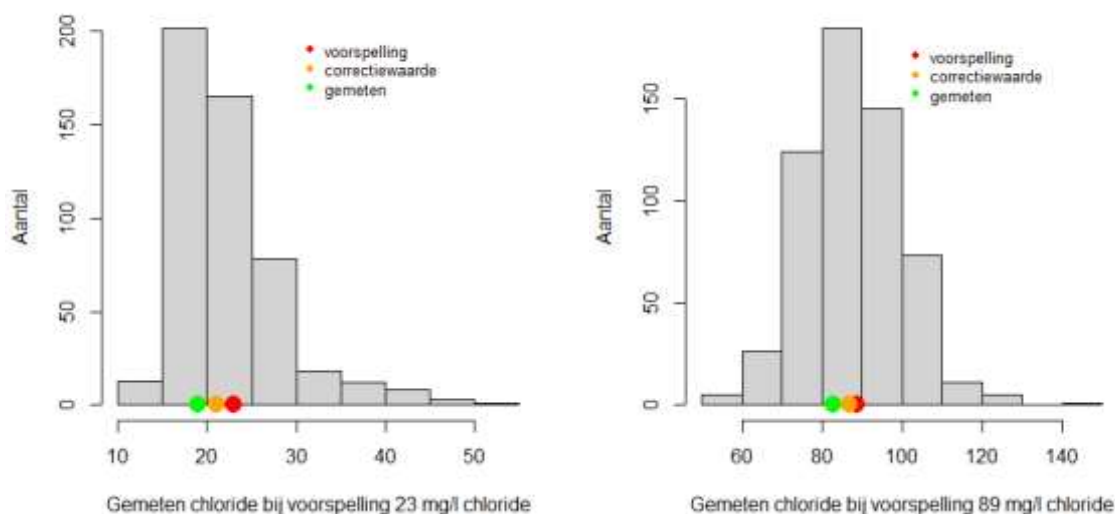 200
150
100
50
0
Aantal
voorspelling
correctiewaarde
gemeten
10 20 30 40 50
Gemeten chloride bij voorspelling 23 mg/l chloride
150
100
50
0
Aantal
voorspelling
correctiewaarde
gemeten
60 80 100 120 140
Gemeten chloride bij voorspelling 89 mg/l chloride